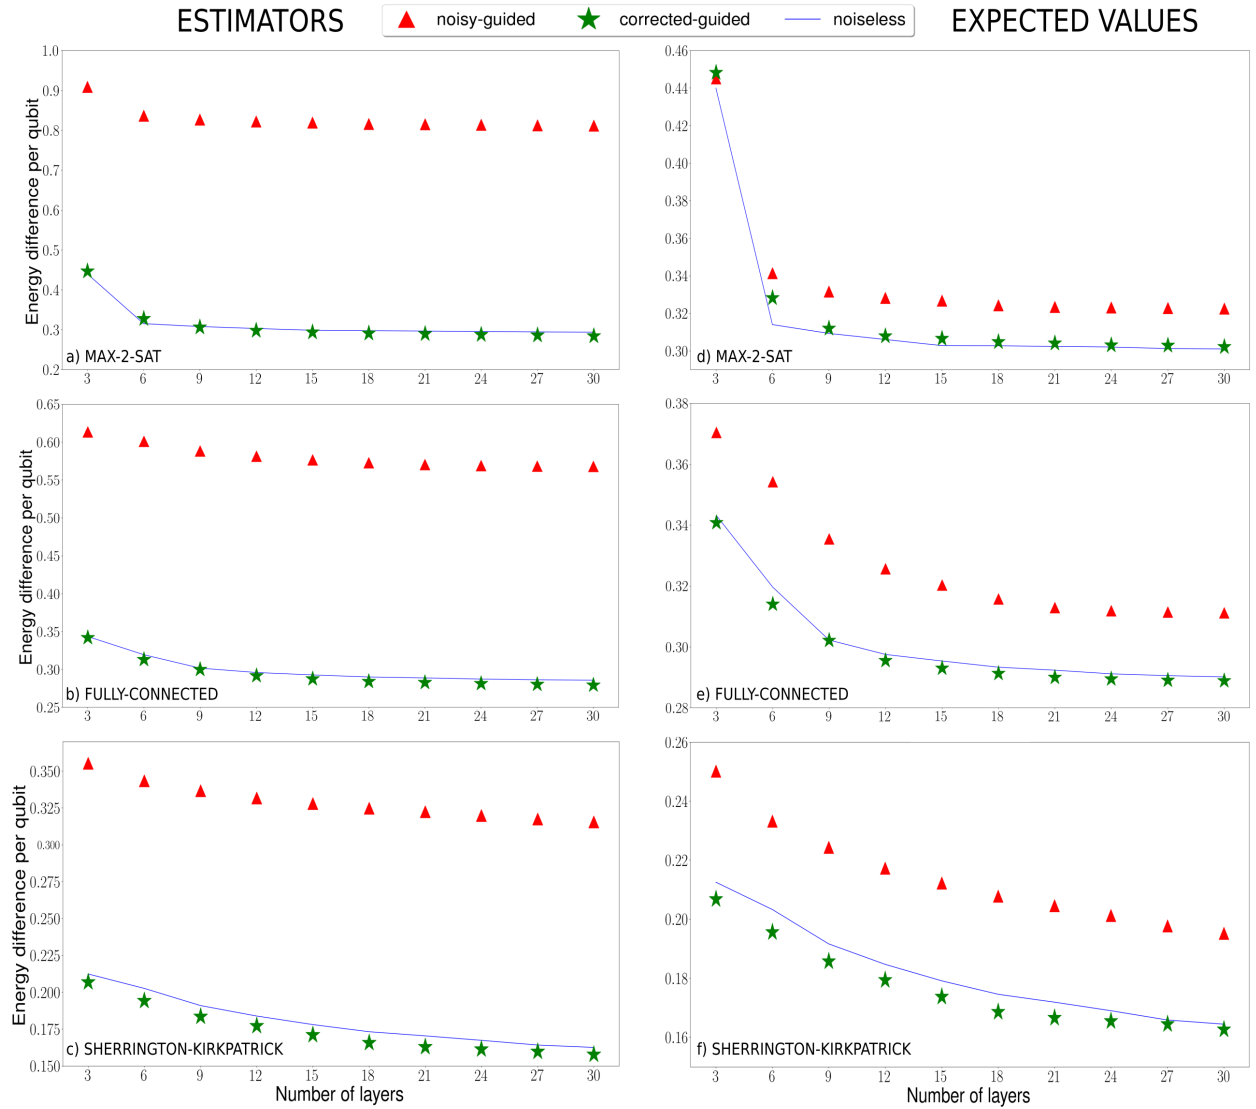 ESTIMATORS
noisy-guided corrected-guided noiseless
EXPECTED VALUES
Energy difference per qubit
1.0
0.9
0.8
0.7
0.6
0.5
0.4
0.3
0.2
a) MAX-2-SAT
3 6 9 12 15 18 21 24 27 30
0.46
0.44
0.42
0.40
0.38
0.36
0.34
0.32
0.30
d) MAX-2-SAT
3 6 9 12 15 18 21 24 27 30
Energy difference per qubit
0.65
0.60
0.55
0.50
0.45
0.40
0.35
0.30
0.25
b) FULLY-CONNECTED
3 6 9 12 15 18 21 24 27 30
0.38
0.36
0.34
0.32
0.30
0.28
e) FULLY-CONNECTED
3 6 9 12 15 18 21 24 27 30
Energy difference per qubit
0.350
0.325
0.300
0.275
0.250
0.225
0.200
0.175
0.150
c) SHERRINGTON-KIRKPATRICK
3 6 9 12 15 18 21 24 27 30
Number of layers
0.26
0.24
0.22
0.20
0.18
0.16
f) SHERRINGTON-KIRKPATRICK
3 6 9 12 15 18 21 24 27 30
Number of layers